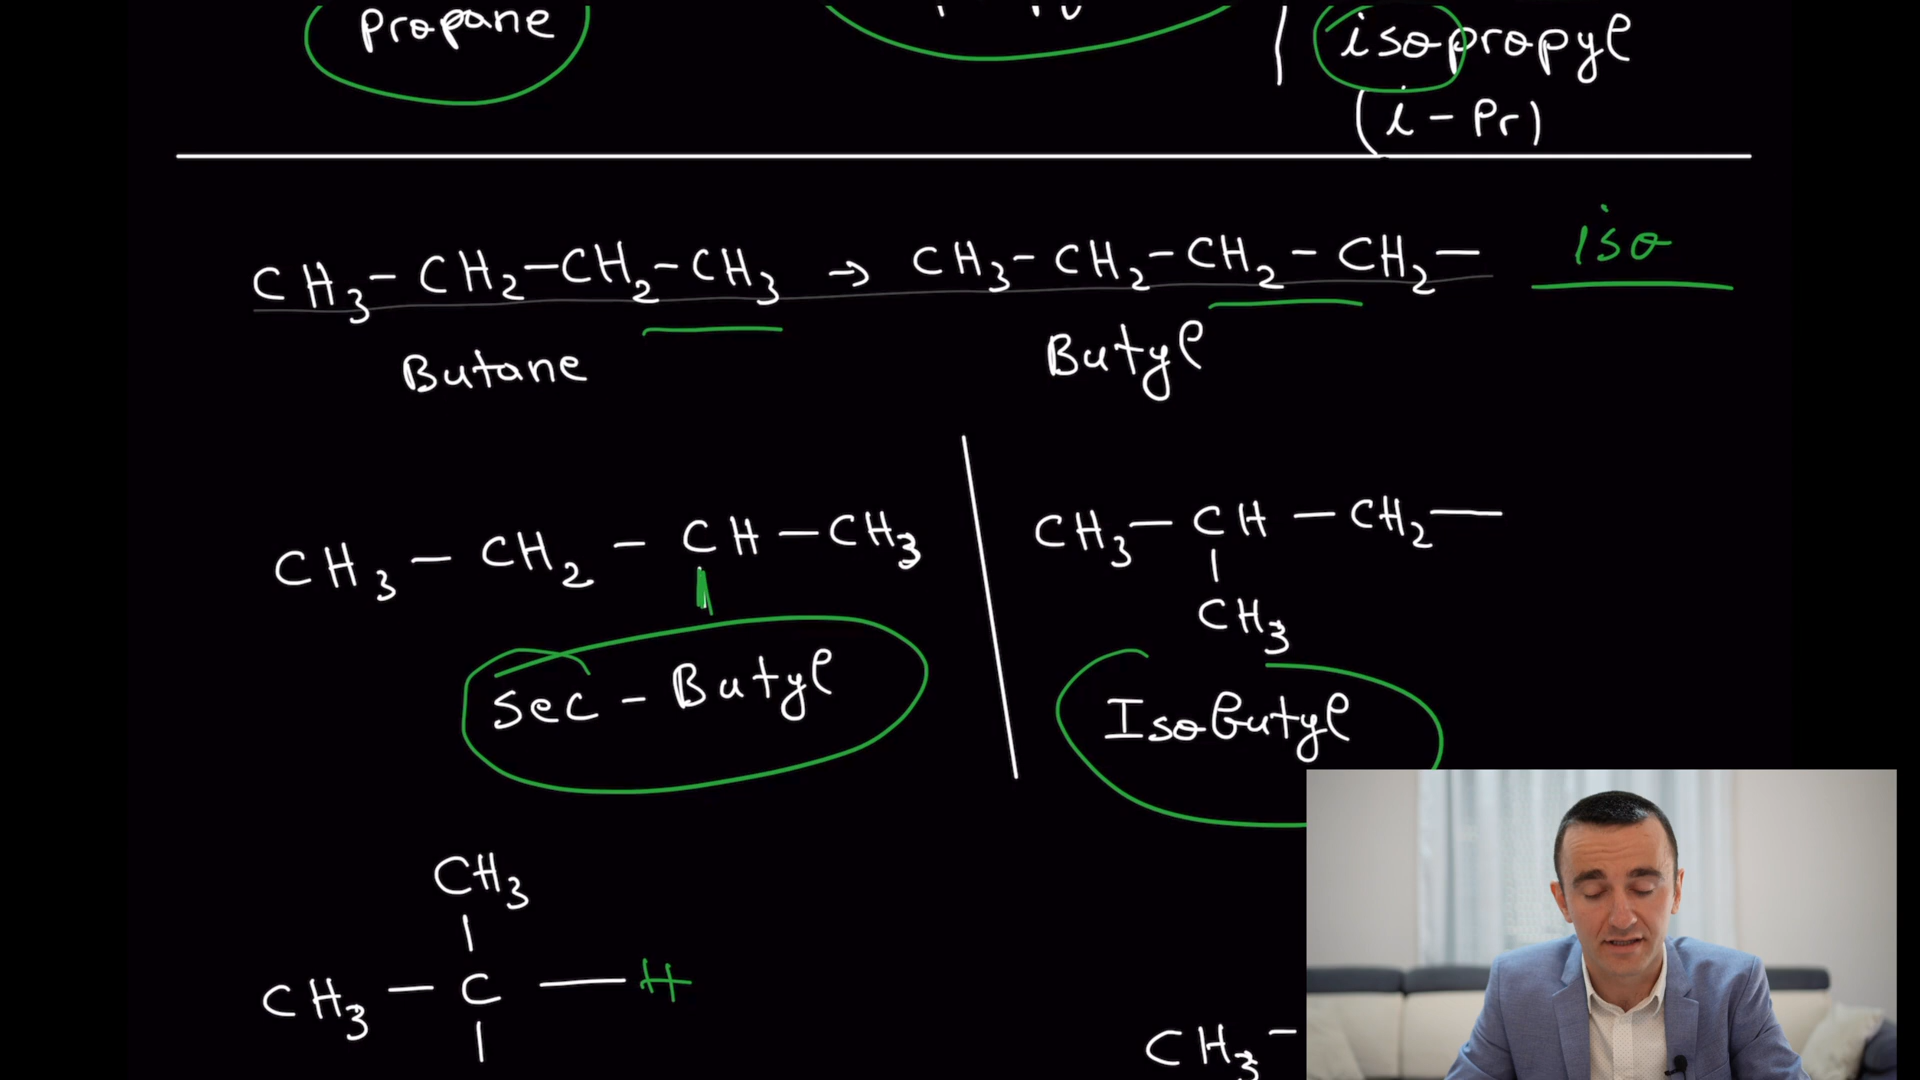 propane
isopropyl
(i-Pr)
CH3-CH2-CH2-CH3 → CH3-CH2-CH2-CH2-
iso
Butane
Butyl
CH3-CH2-CH-CH3
CH3-CH-CH2-
CH3
sec-Butyl
Isobutyl
CH3
CH3-C-H
CH3-